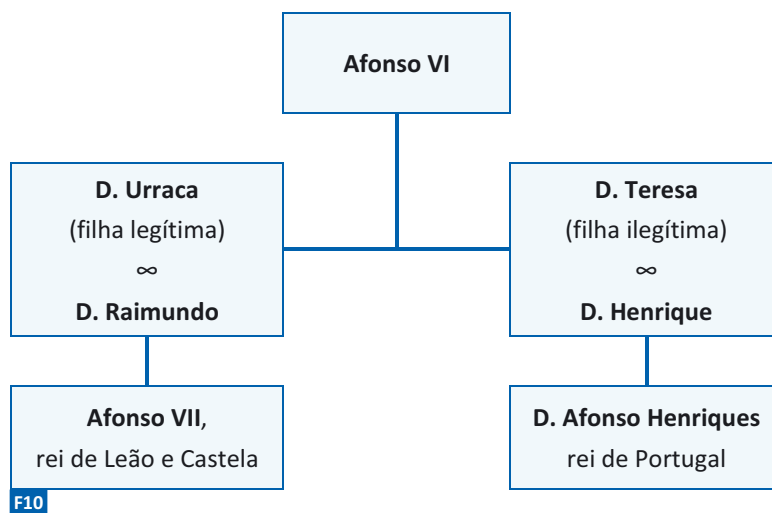 Afonso VI
D. Urraca
(filha legítima)
∞
D. Raimundo
D. Teresa
(filha ilegítima)
∞
D. Henrique
Afonso VII,
rei de Leão e Castela
D. Afonso Henriques
rei de Portugal
F10